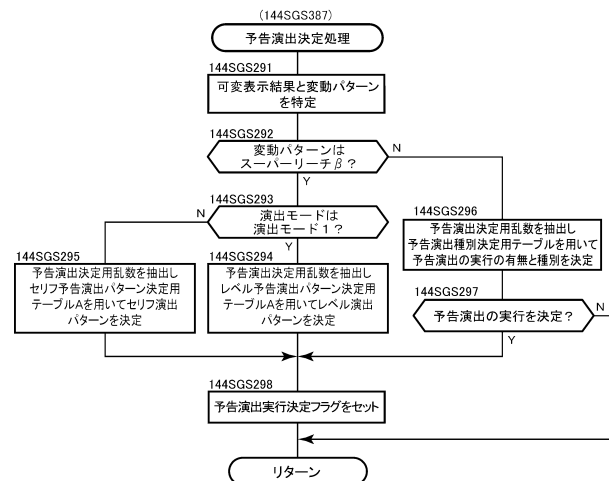 (144SGS387)
予告演出決定処理
144SGS291
可変表示結果と変動パターン
を特定
144SGS292
変動パターンは
スーパーリーチβ?
N
Y
144SGS293
演出モードは
演出モード1?
N
Y
144SGS295
予告演出決定用乱数を抽出し
セリフ予告演出パターン決定用
テーブルAを用いてセリフ演出
パターンを決定
144SGS294
予告演出決定用乱数を抽出し
レベル予告演出パターン決定用
テーブルAを用いてレベル演出
パターンを決定
144SGS296
予告演出決定用乱数を抽出し
予告演出種別決定用テーブルを用いて
予告演出の実行の有無と種別を決定
144SGS297
予告演出の実行を決定?
N
Y
144SGS298
予告演出実行決定フラグをセット
リターン